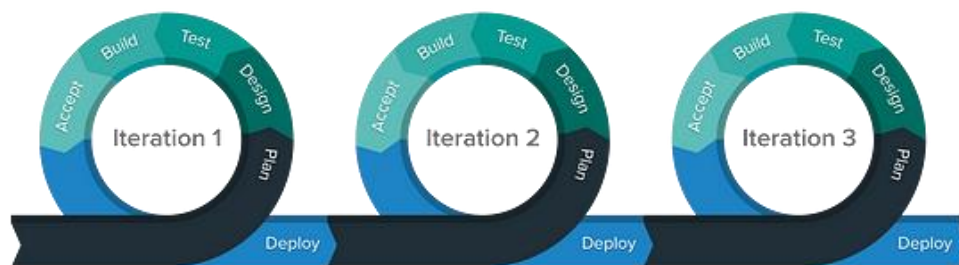 Accept
Build
Test
Design
Plan
Iteration 1
Deploy
Accept
Build
Test
Design
Plan
Iteration 2
Deploy
Accept
Build
Test
Design
Plan
Iteration 3
Deploy